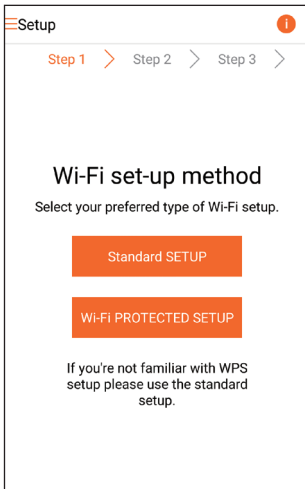 Setup
i
Step 1 Step 2 Step 3
Wi-Fi set-up method
Select your preferred type of Wi-Fi setup.
Standard SETUP
Wi-Fi PROTECTED SETUP
If you're not familiar with WPS
setup please use the standard
setup.